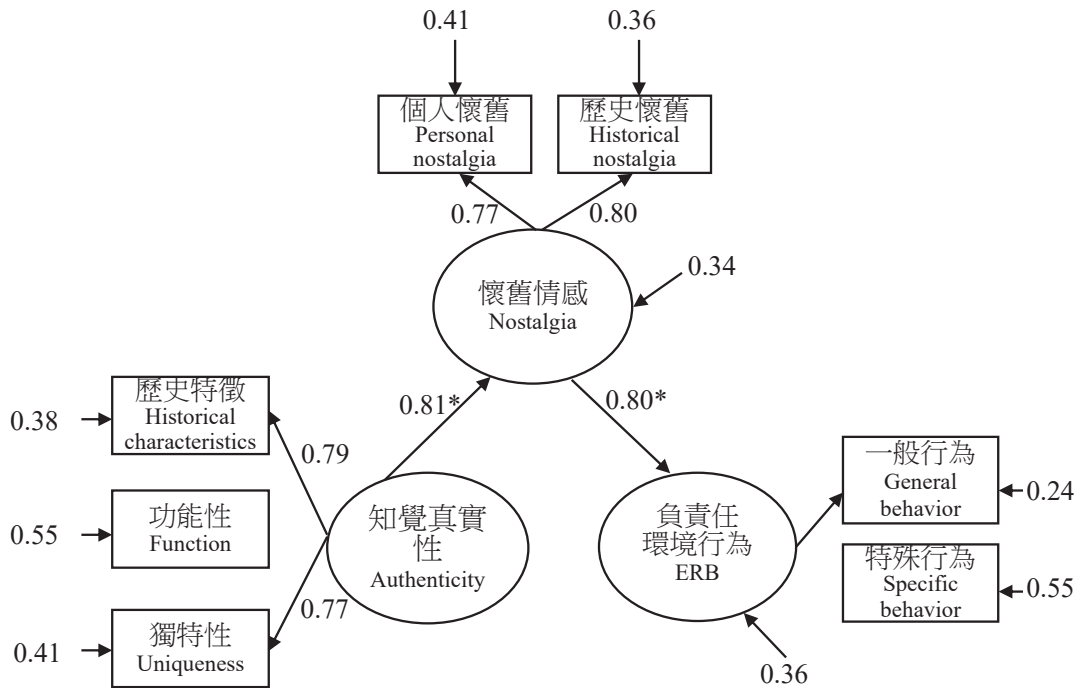 0.41
0.36
個人懷舊
Personal
nostalgia
歷史懷舊
Historical
nostalgia
0.77
0.80
懷舊情感
Nostalgia
0.34
0.81*
0.80*
0.38
歷史特徵
Historical
characteristics
0.79
0.55
功能性
Function
知覺真實
性
Authenticity
0.77
0.41
獨特性
Uniqueness
負責任
環境行為
ERB
0.36
一般行為
General
behavior
0.24
特殊行為
Specific
behavior
0.55